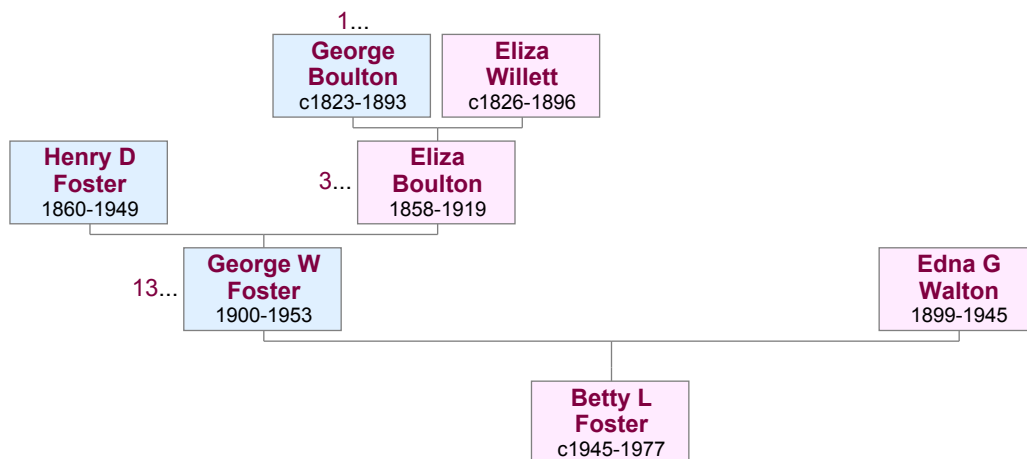 1...
George
Boulton
c1823-1893
Eliza
Willett
c1826-1896
Henry D
Foster
1860-1949
3...
Eliza
Boulton
1858-1919
13...
George W
Foster
1900-1953
Edna G
Walton
1899-1945
Betty L
Foster
c1945-1977